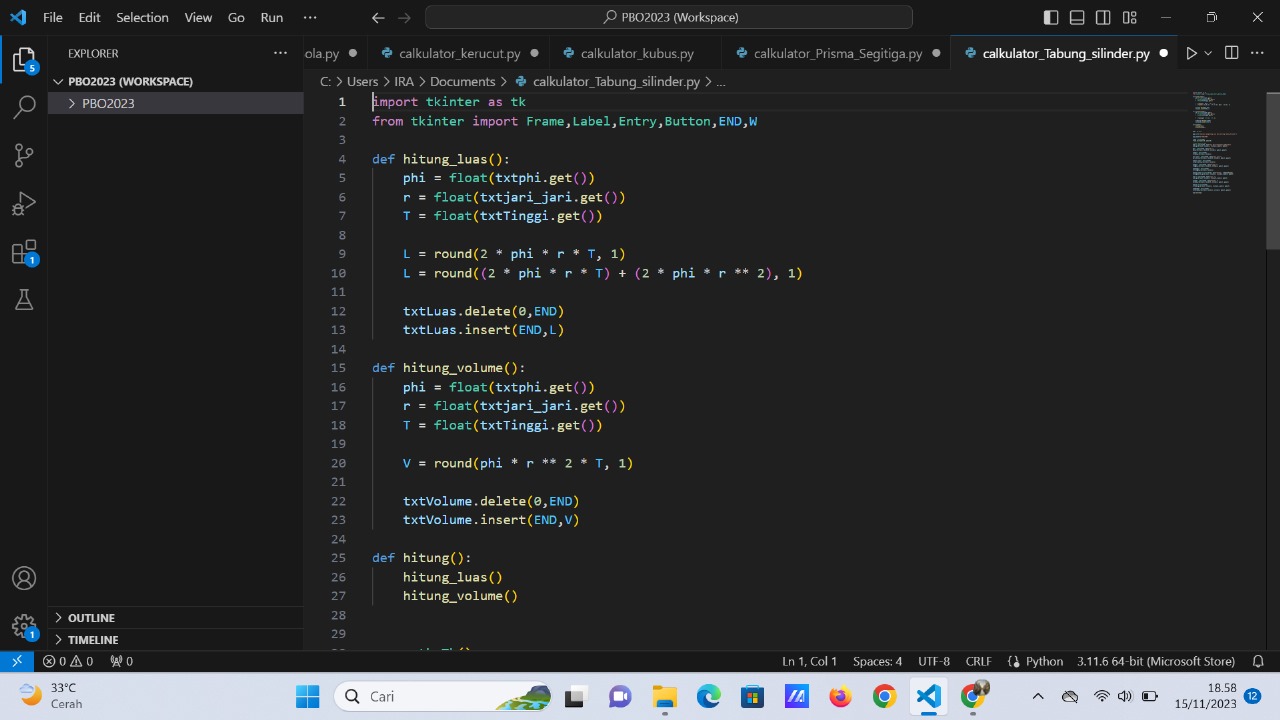 File Edit Selection View Go Run ··· PBO2023 (Workspace)
EXPLORER ···
ola.py calkulator_kerucut.py calkulator_kubus.py calkulator_Prisma_Segitiga.py calkulator_Tabung_silinder.py
PBO2023 (WORKSPACE)
PBO2023
C: > Users > IRA > Documents > calkulator_Tabung_silinder.py > ...
1 import tkinter as tk
2 from tkinter import Frame,Label,Entry,Button,END,W
3
4 def hitung_luas():
5 phi = float(txtphi.get())
6 r = float(txtjari_jari.get())
7 T = float(txtTinggi.get())
8
9 L = round(2 * phi * r * T, 1)
10 L = round((2 * phi * r * T) + (2 * phi * r ** 2), 1)
11
12 txtLuas.delete(0,END)
13 txtLuas.insert(END,L)
14
15 def hitung_volume():
16 phi = float(txtphi.get())
17 r = float(txtjari_jari.get())
18 T = float(txtTinggi.get())
19
20 V = round(phi * r ** 2 * T, 1)
21
22 txtVolume.delete(0,END)
23 txtVolume.insert(END,V)
24
25 def hitung():
26 hitung_luas()
27 hitung_volume()
28
29
5
1
1
OUTLINE
TIMELINE
0 0 0 Ln 1, Col 1 Spaces: 4 UTF-8 CRLF Python 3.11.6 64-bit (Microsoft Store)
33°C
Cerah
Cari
18.58
15/11/2023
12